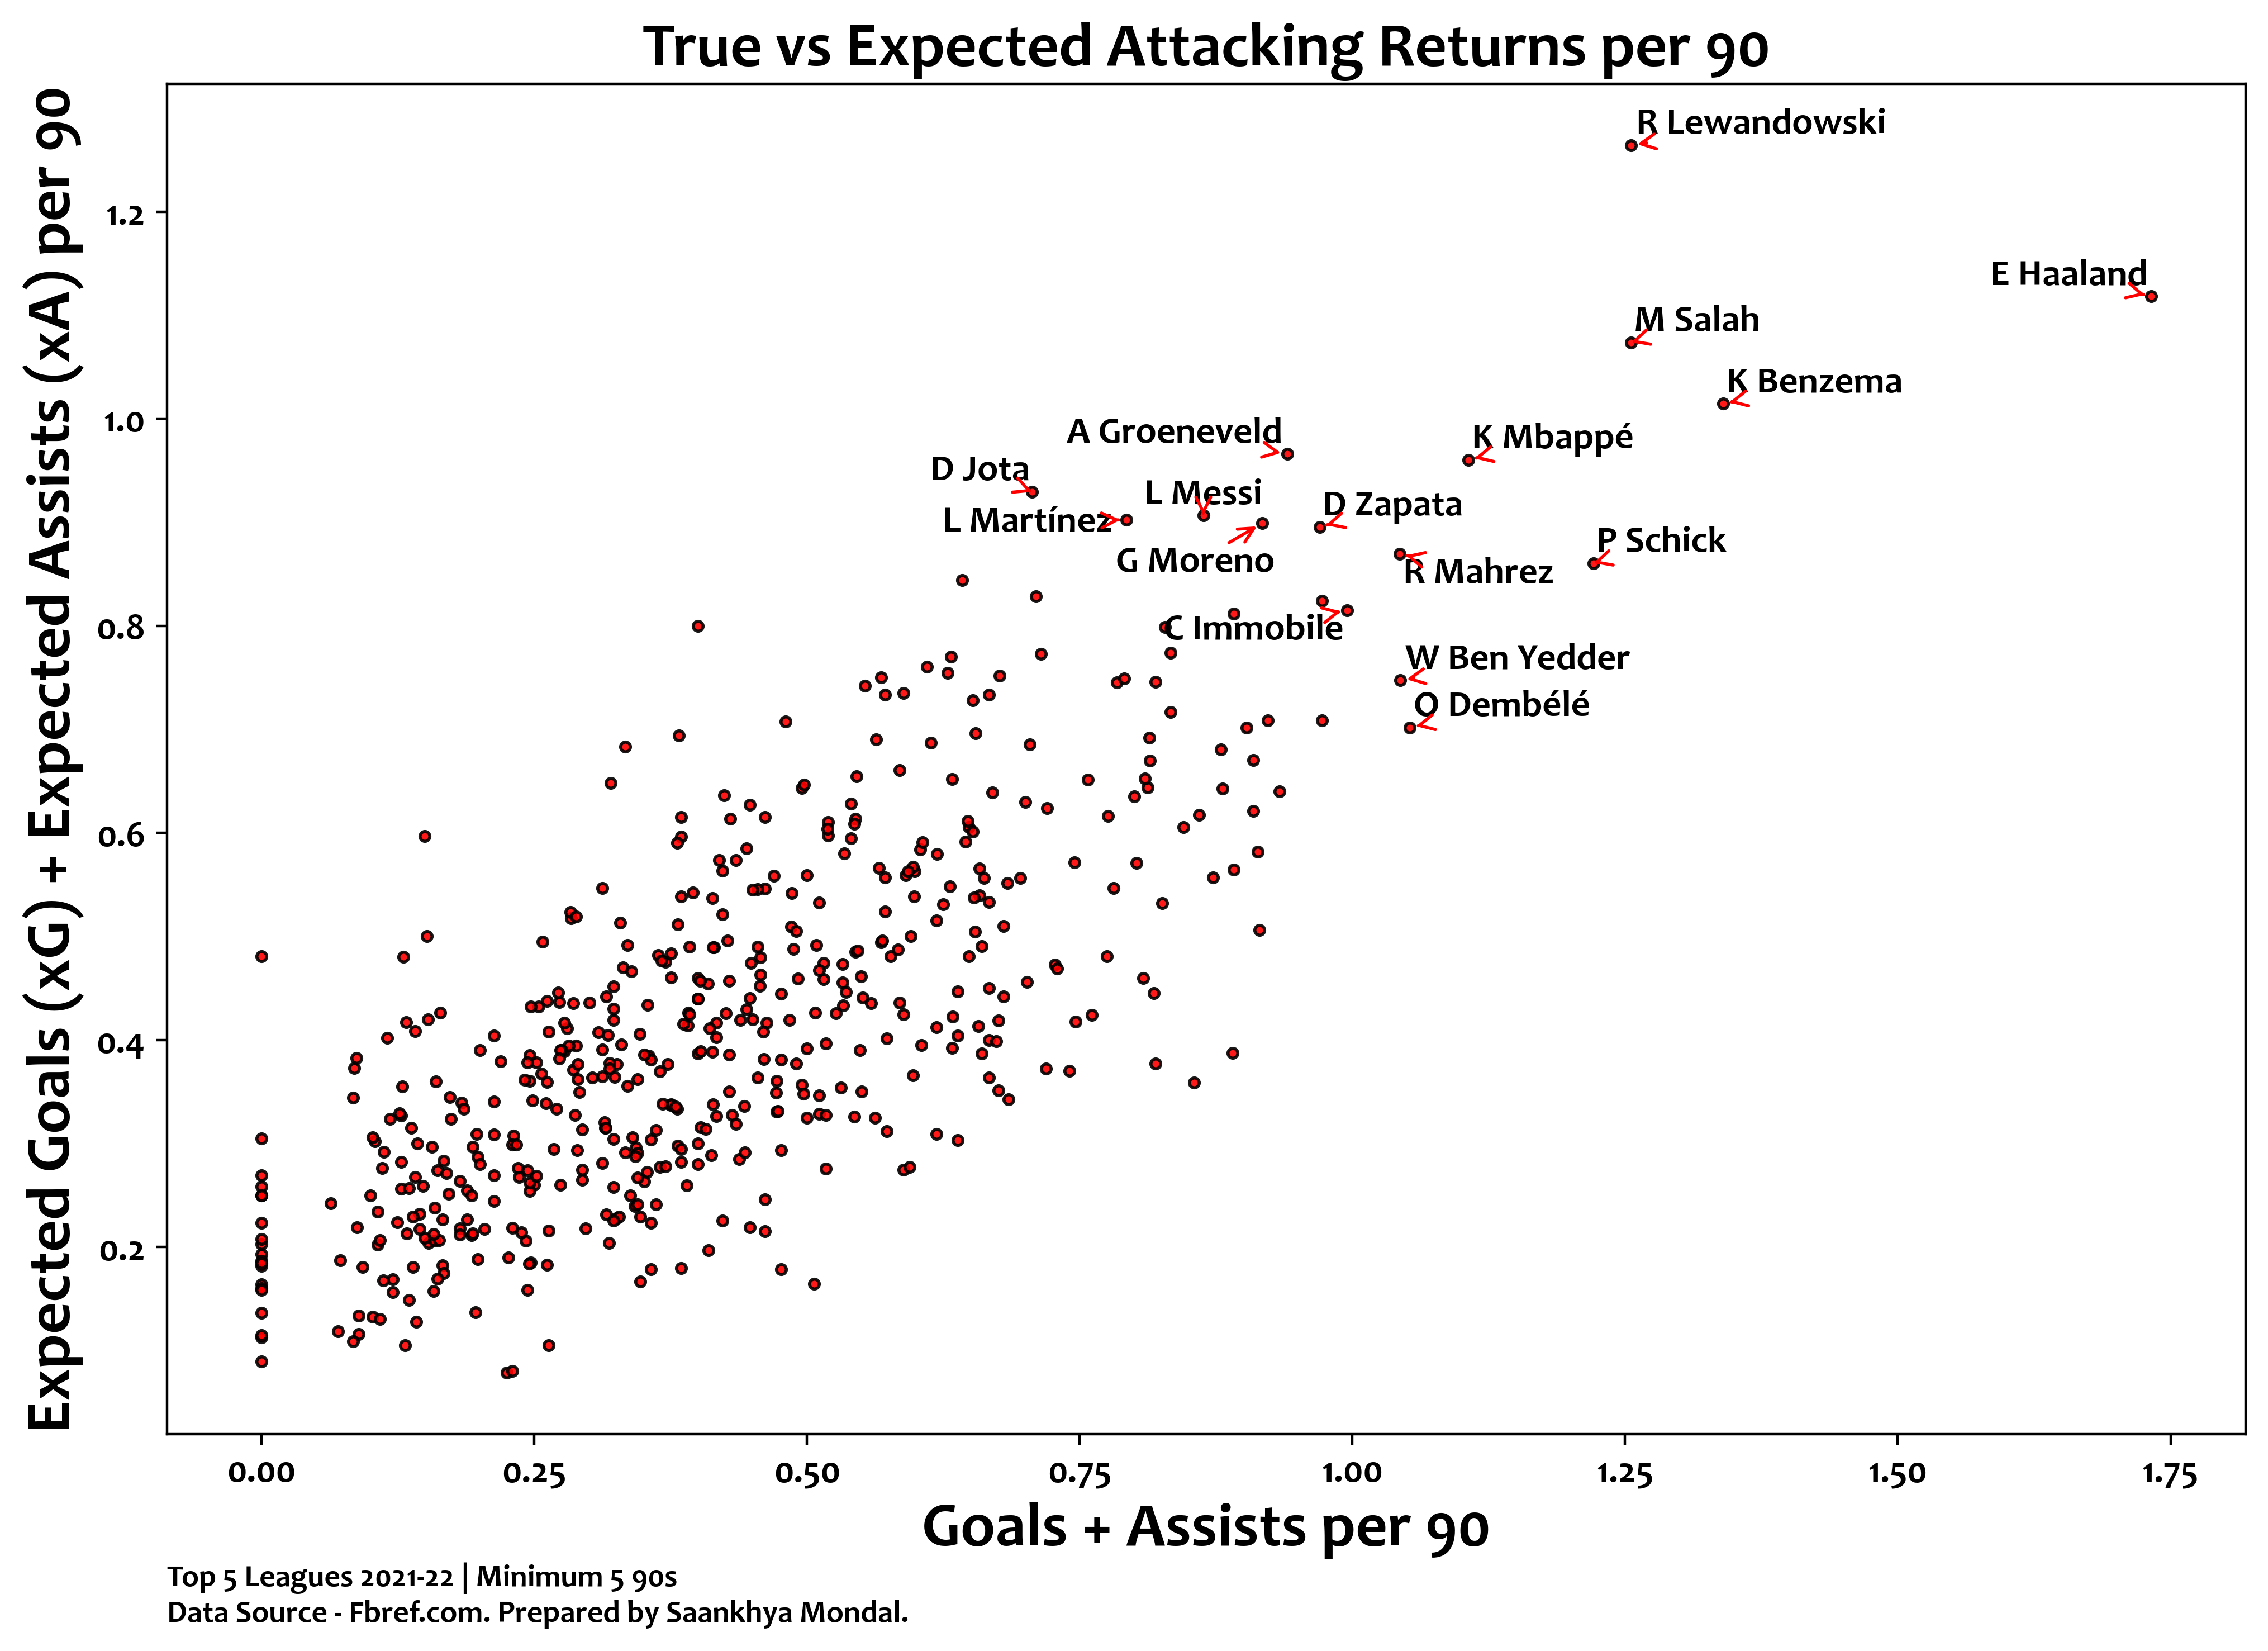 True vs Expected Attacking Returns per 90
Expected Goals (xG) + Expected Assists (xA) per 90
1.2
1.0
0.8
0.6
0.4
0.2
R Lewandowski
E Haaland
M Salah
K Benzema
A Groeneveld
K Mbappé
D Jota
L Messi
D Zapata
L Martínez
P Schick
G Moreno
R Mahrez
C Immobile
W Ben Yedder
O Dembélé
0.00 0.25 0.50 0.75 1.00 1.25 1.50 1.75
Goals + Assists per 90
Top 5 Leagues 2021-22 | Minimum 5 90s
Data Source - Fbref.com. Prepared by Saankhya Mondal.